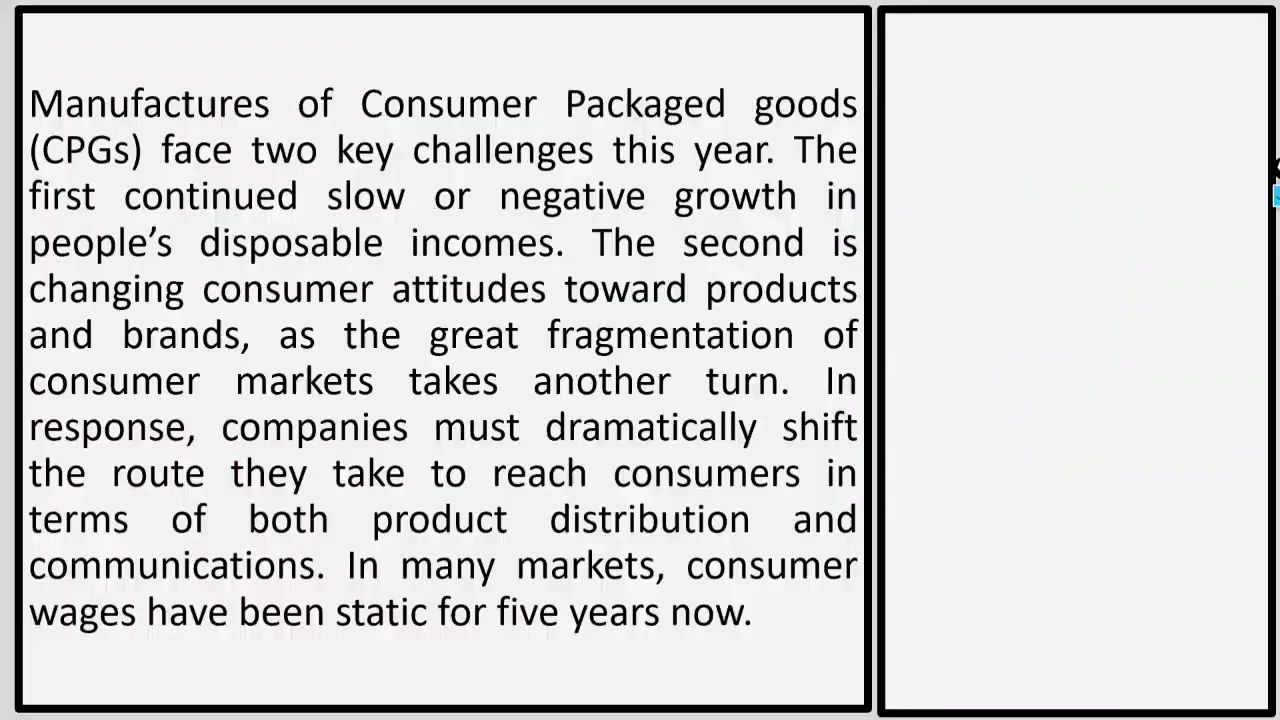 Manufactures of Consumer Packaged goods
(CPGs) face two key challenges this year. The
first continued slow or negative growth in
people’s disposable incomes. The second is
changing consumer attitudes toward products
and brands, as the great fragmentation of
consumer markets takes another turn. In
response, companies must dramatically shift
the route they take to reach consumers in
terms of both product distribution and
communications. In many markets, consumer
wages have been static for five years now.